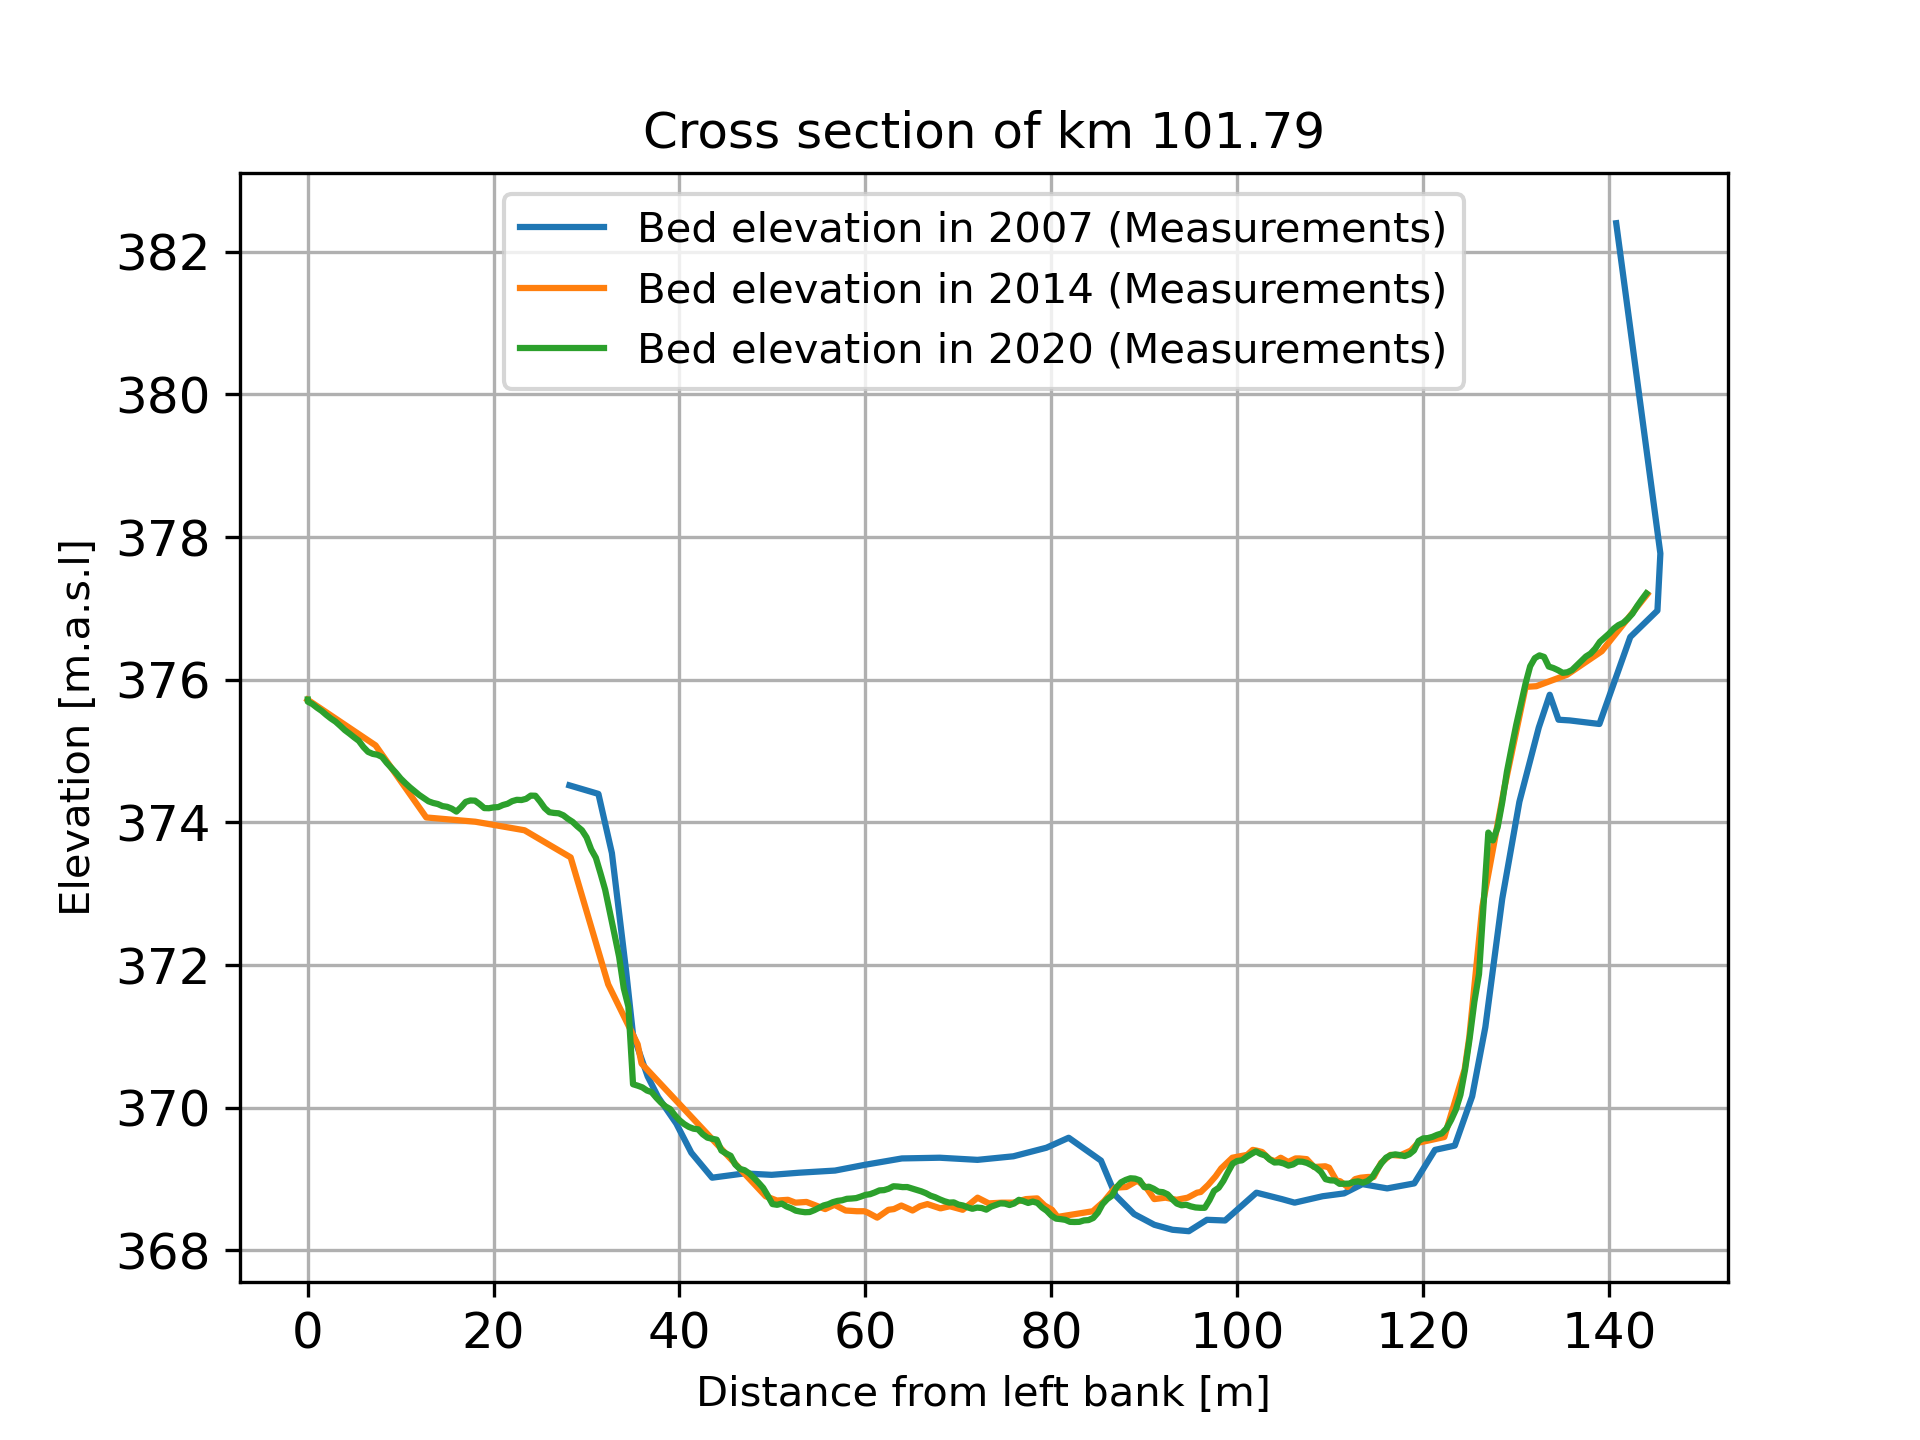 Cross section of km 101.79
Bed elevation in 2007 (Measurements)
Bed elevation in 2014 (Measurements)
Bed elevation in 2020 (Measurements)
Elevation [m.a.s.l]
382
380
378
376
374
372
370
368
0 20 40 60 80 100 120 140
Distance from left bank [m]